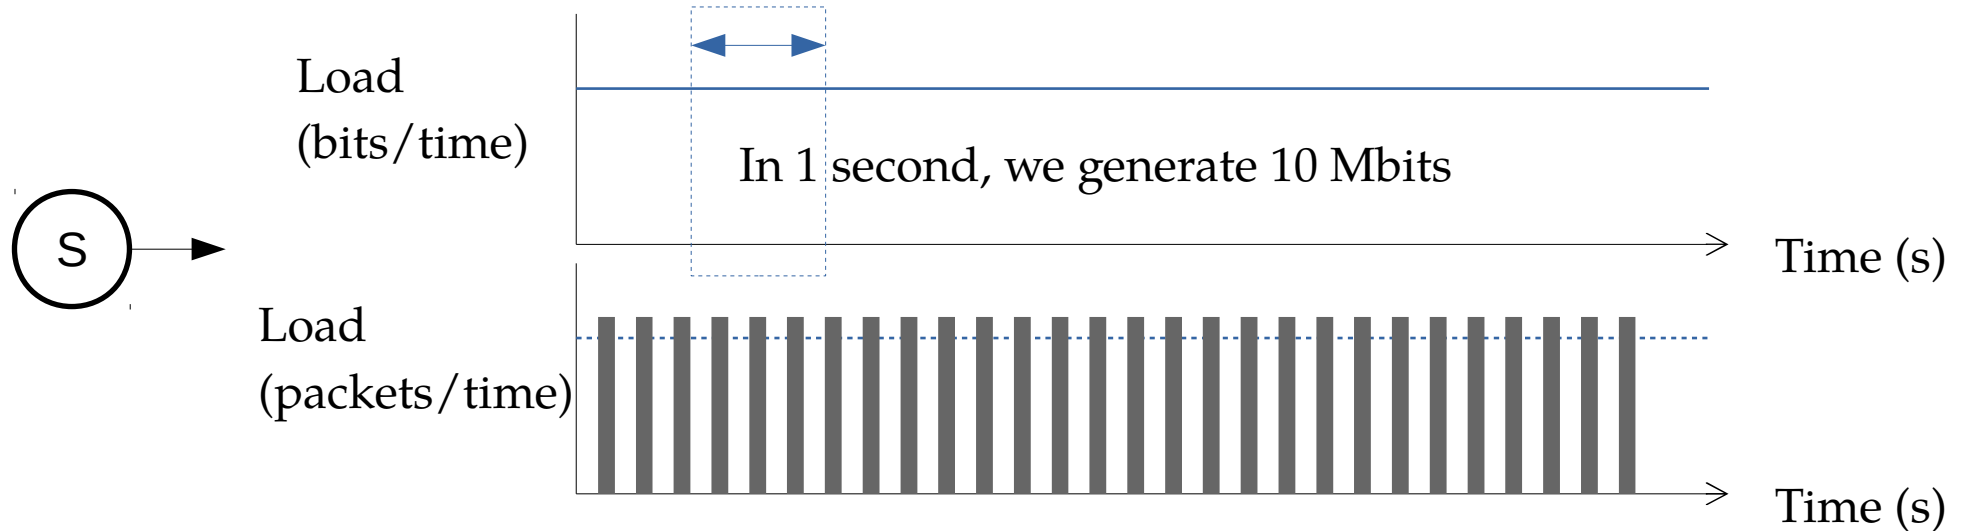 Load
(bits/time)
In 1 second, we generate 10 Mbits
S
Time (s)
Load
(packets/time)
Time (s)